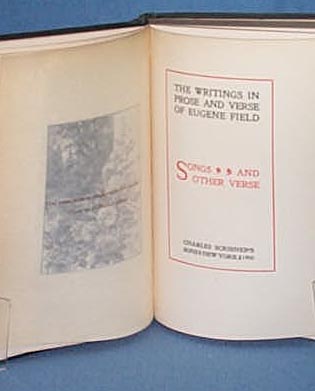 THE WRITINGS IN
PROSE AND VERSE
OF EUGENE FIELD
SONGS AND
OTHER VERSE
CHARLES SCRIBNER'S
SONS NEW YORK